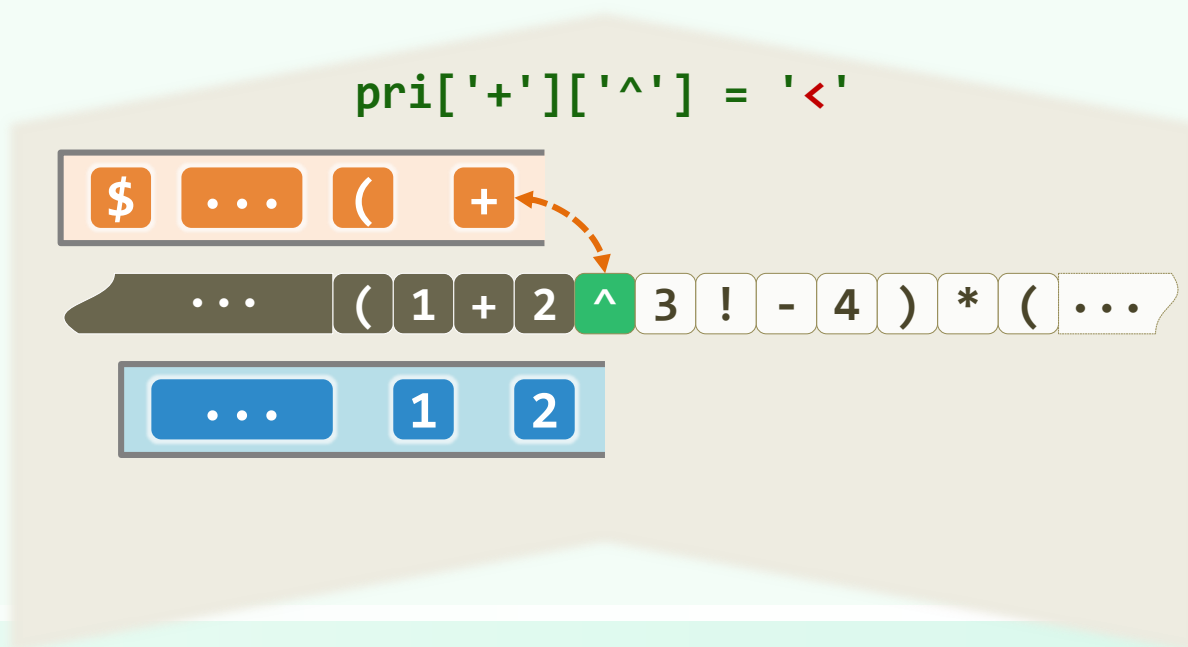 pri['+']['^'] = '<'
$ ... ( +
... ( 1 + 2 ^ 3 ! - 4 ) * ( ...
... 1 2